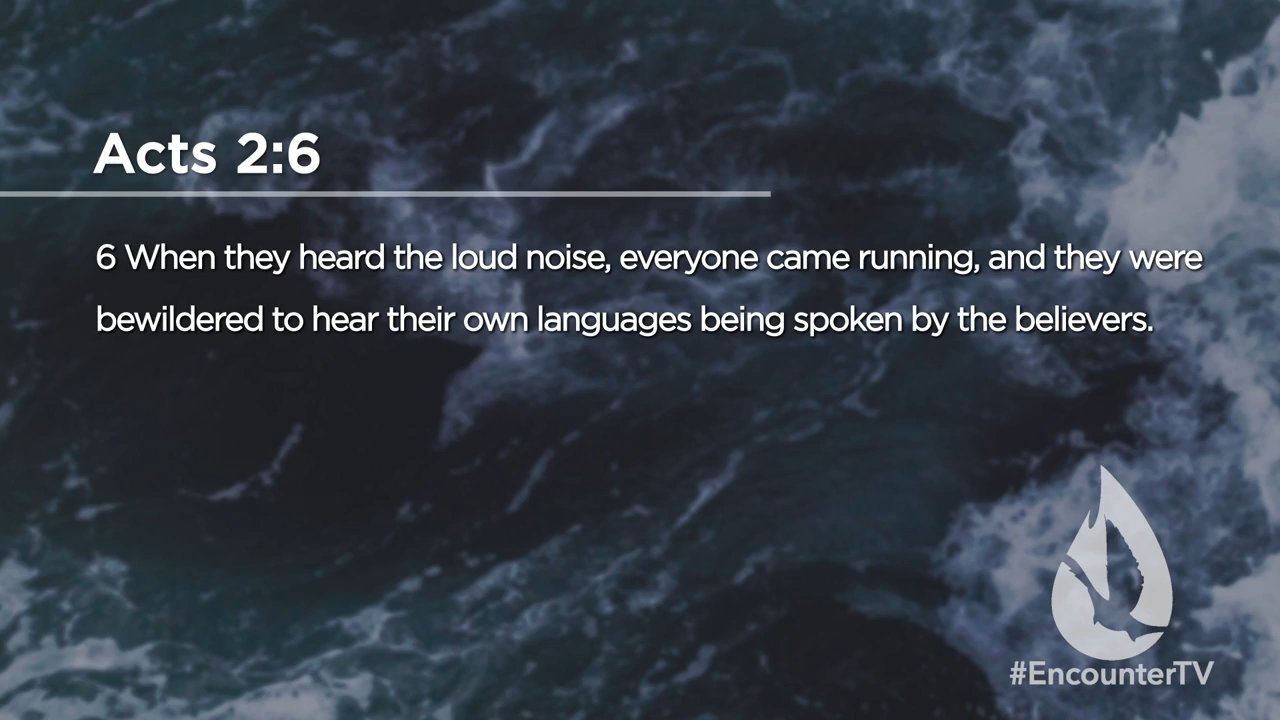 Acts 2:6
6 When they heard the loud noise, everyone came running, and they were
bewildered to hear their own languages being spoken by the believers.
#EncounterTV